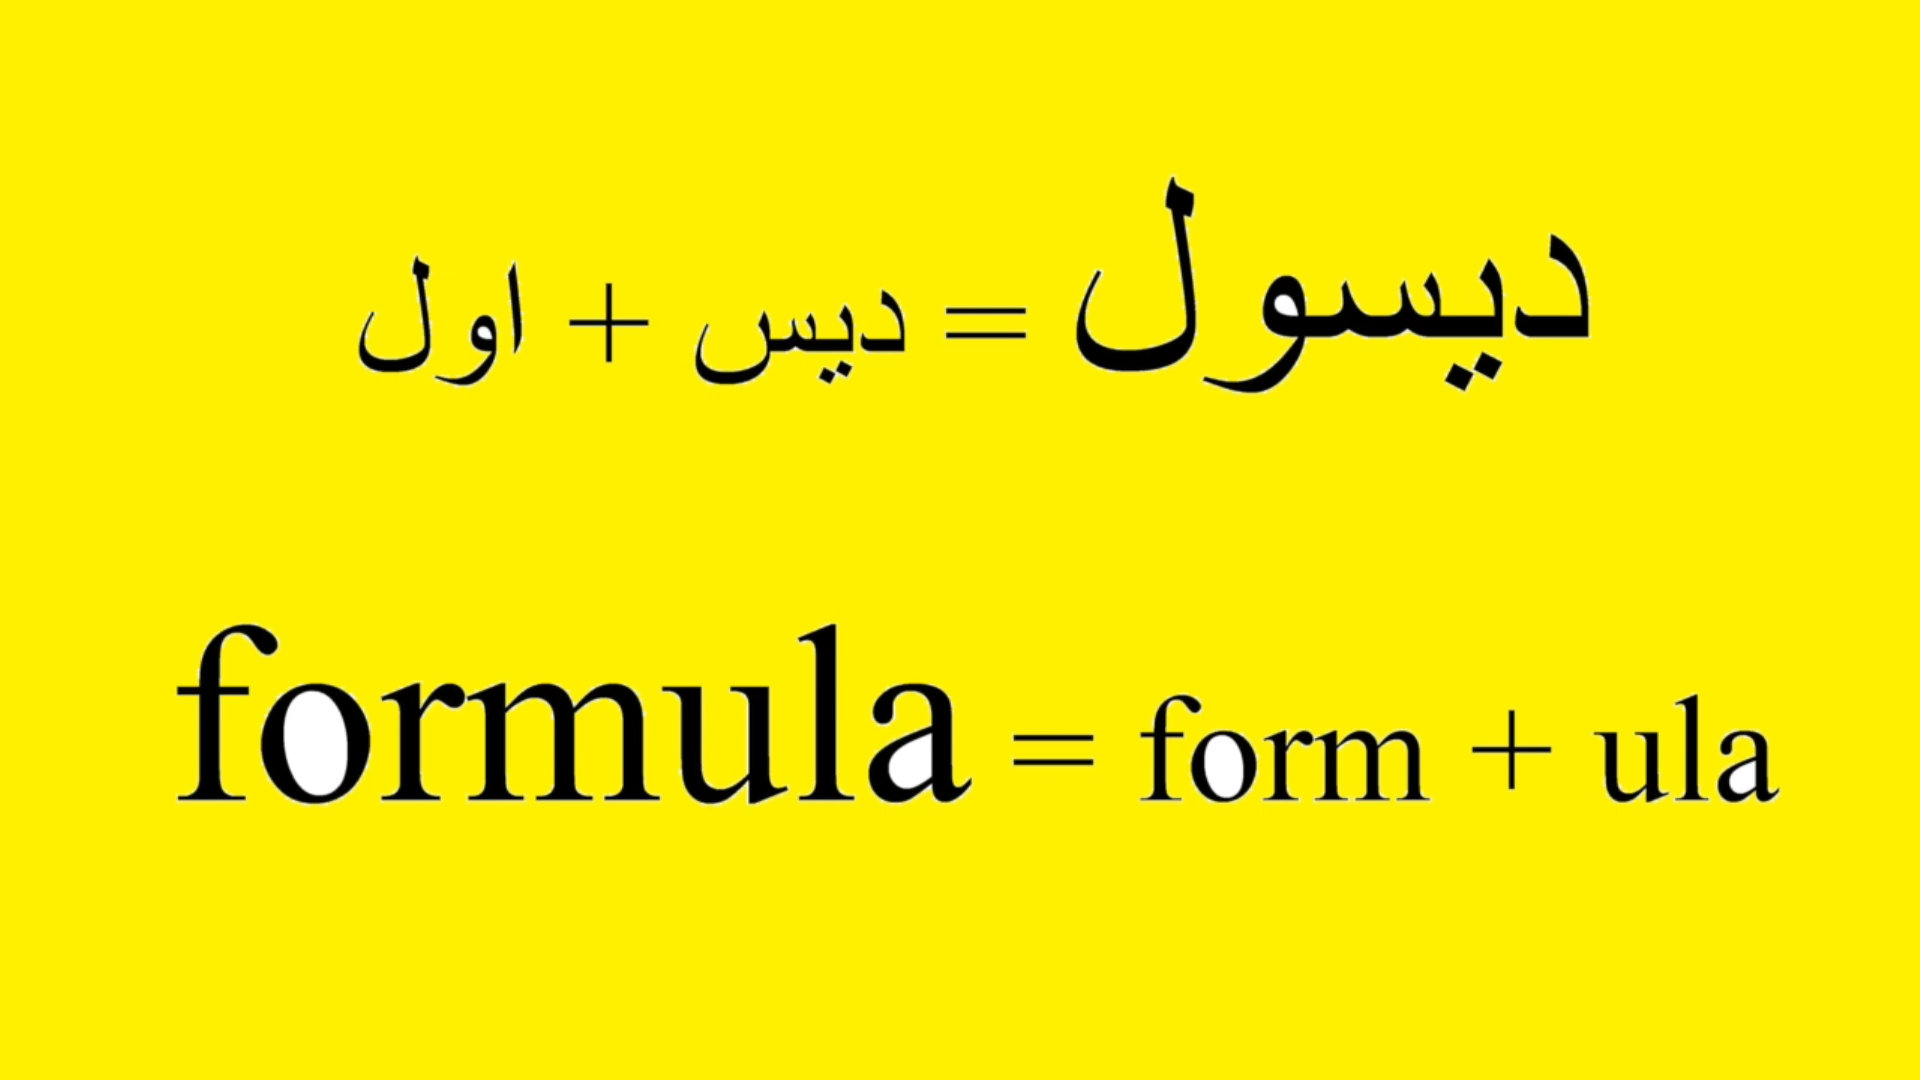 دیسول = دیس + اول
formula = form + ula